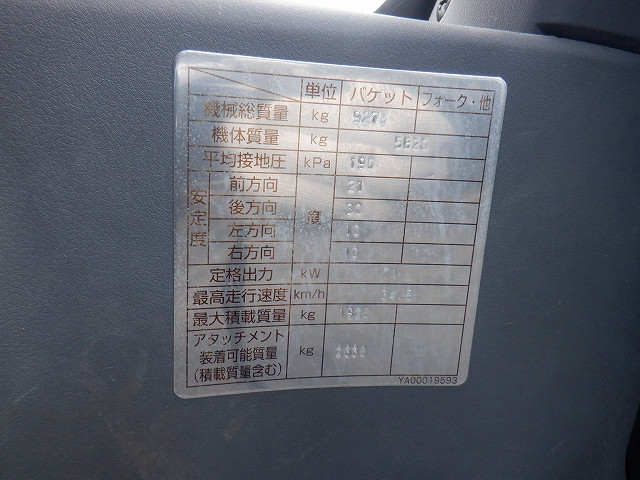 単位 バケット フォーク・他
機械総質量 kg
機体質量 kg
平均接地圧 kPa 190
安定度 前方向 度
後方向 30
左方向
右方向
定格出力 kW
最高走行速度 km/h
最大積載質量 kg
アタッチメント
装着可能質量 kg
(積載質量含む)
YA00019593